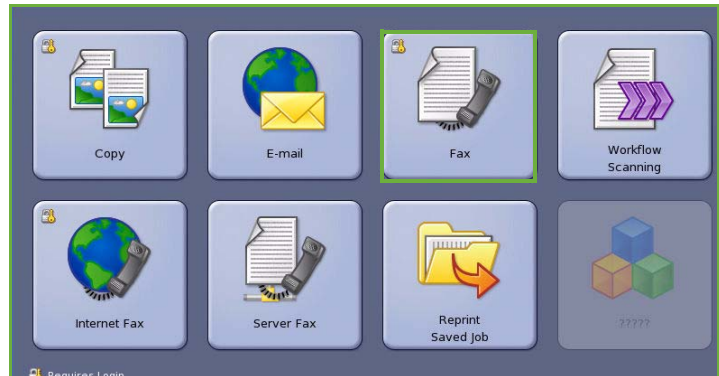 Copy
E-mail
Fax
Workflow
Scanning
Internet Fax
Server Fax
Reprint
Saved Job
?????
Requires Login